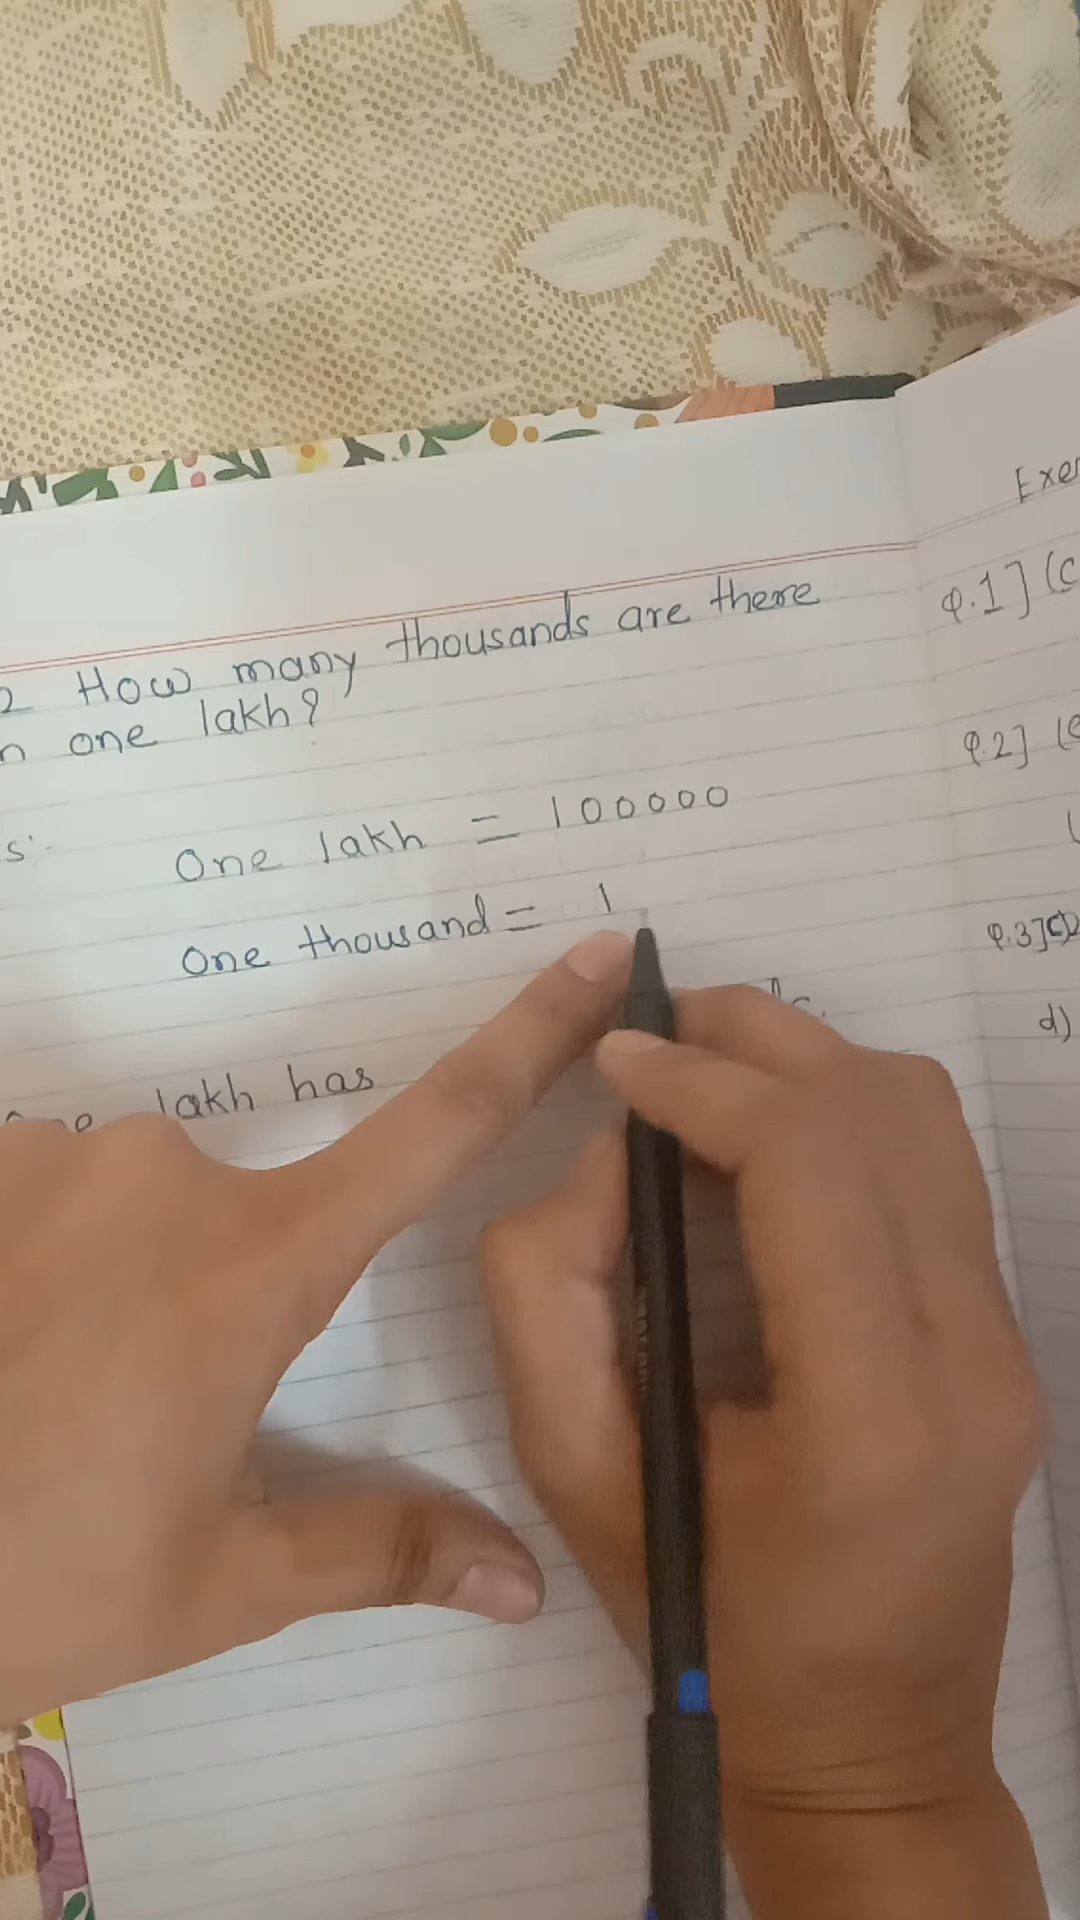 2 How many thousands are there
n one lakh?
s:- One lakh = 100000
One thousand = 1
lakh has
Exer
Q.1] (C
Q.2] (e
(
Q.3]
d)